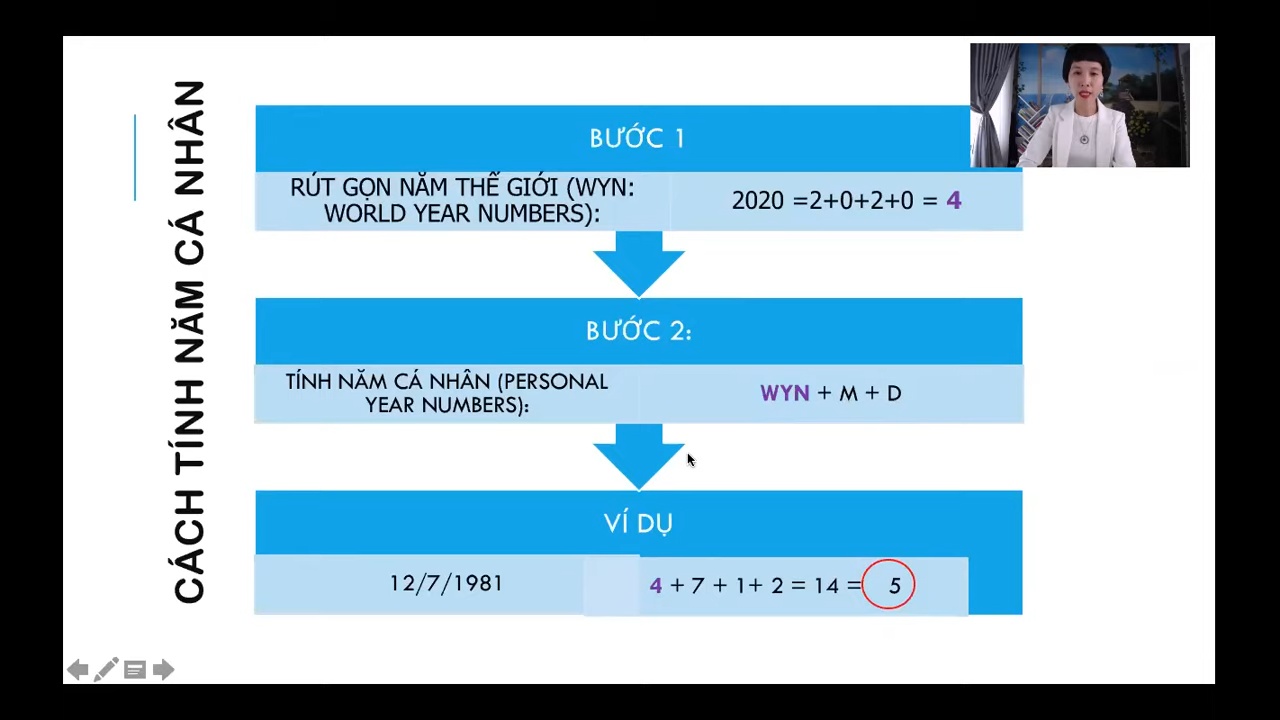 CÁCH TÍNH NĂM CÁ NHÂN
BƯỚC 1
RÚT GỌN NĂM THẾ GIỚI (WYN:
WORLD YEAR NUMBERS):
2020 =2+0+2+0 = 4
BƯỚC 2:
TÍNH NĂM CÁ NHÂN (PERSONAL
YEAR NUMBERS):
WYN + M + D
VÍ DỤ
12/7/1981
4 + 7 + 1+ 2 = 14 = 5